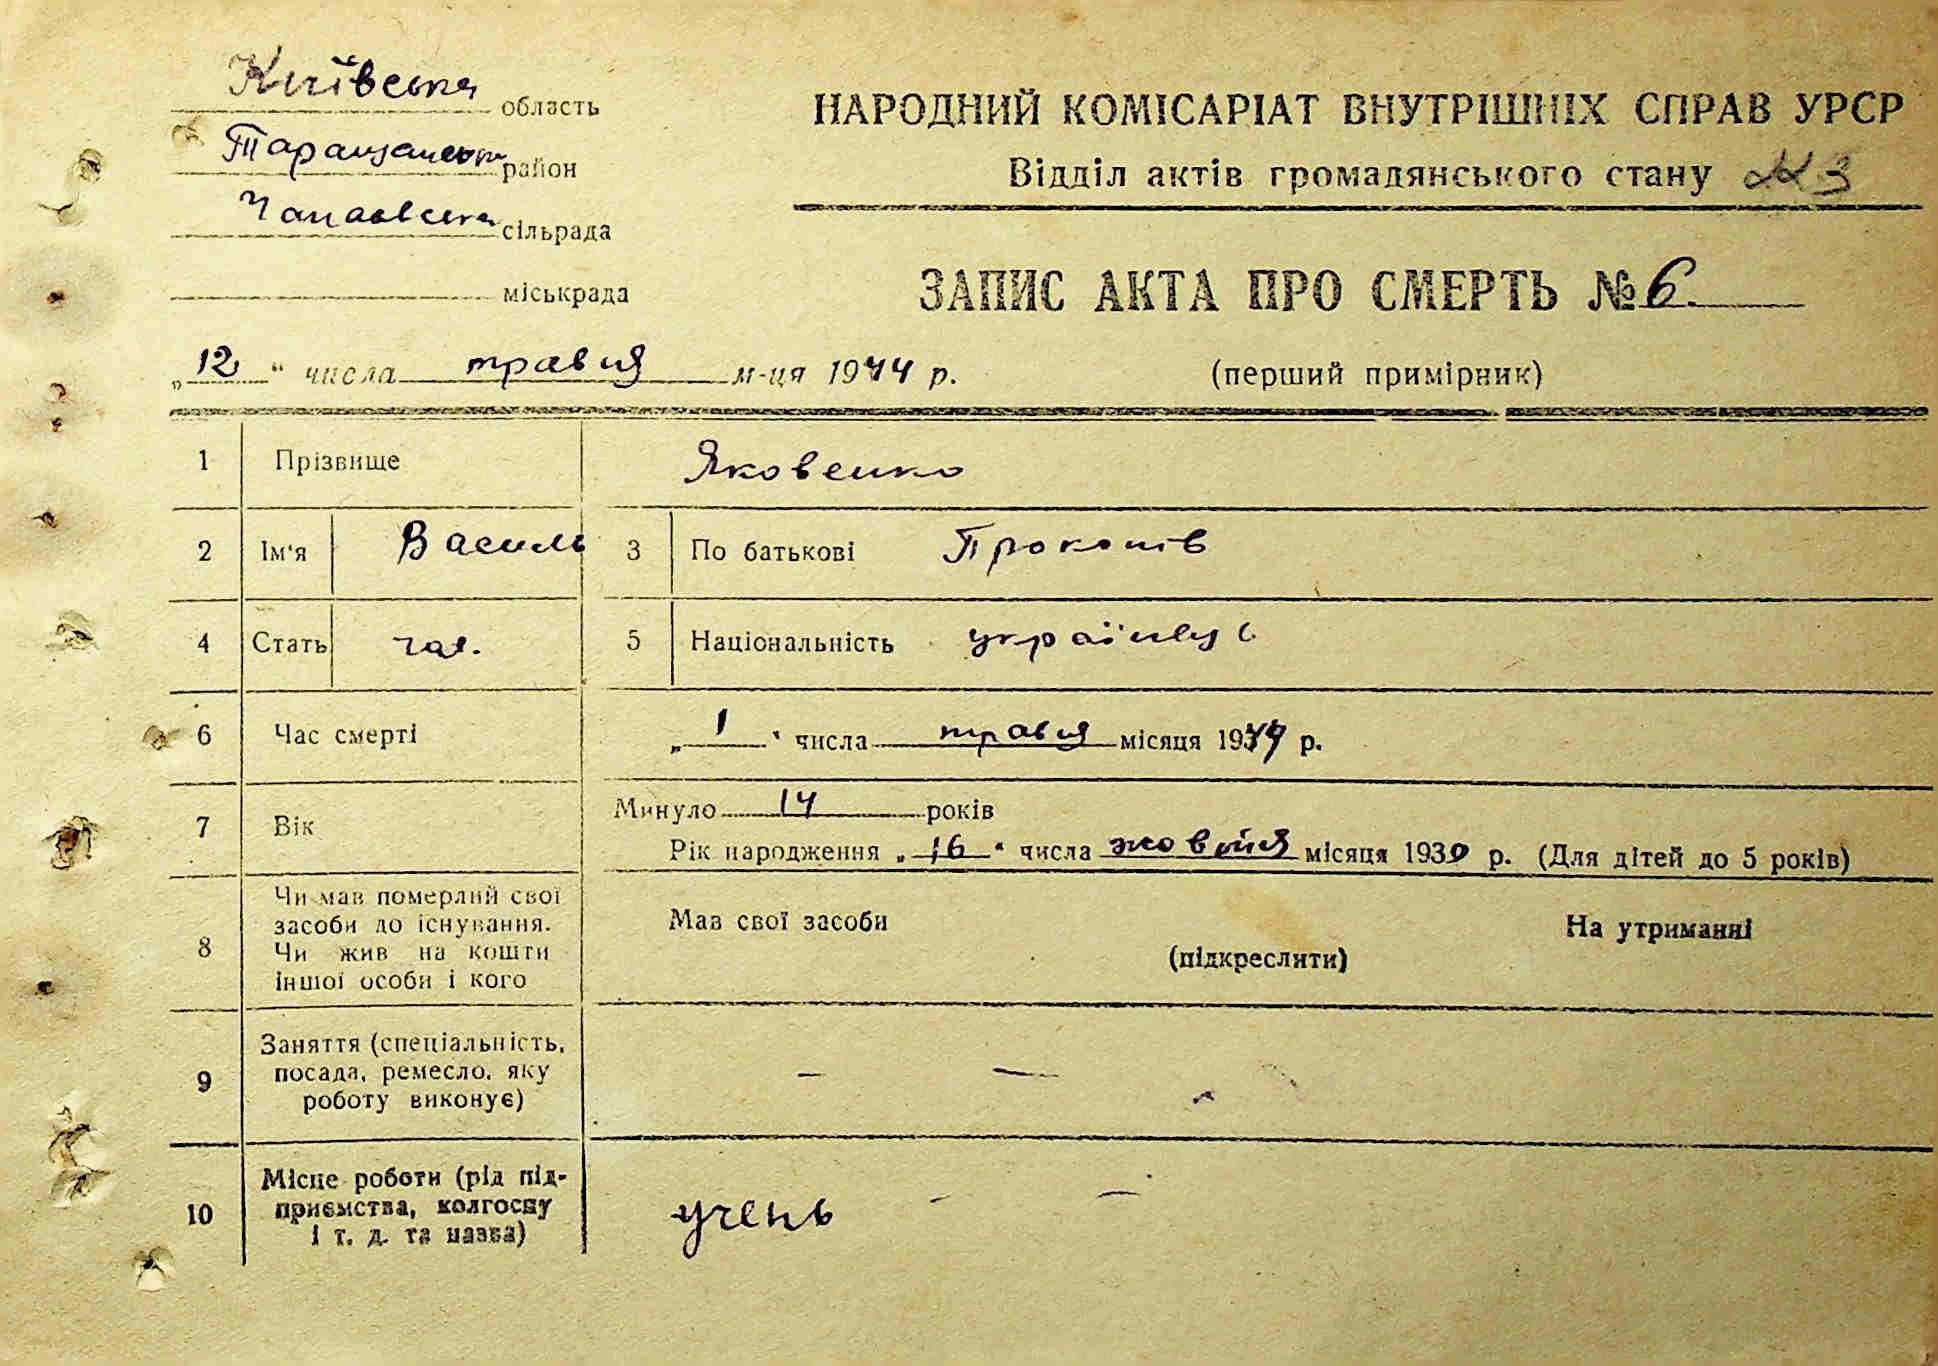 Київська область
Таращанськ район
Чапаєвська сільрада
міськрада
НАРОДНИЙ КОМІСАРІАТ ВНУТРІШНІХ СПРАВ УРСР
Відділ актів громадянського стану
ЗАПИС АКТА ПРО СМЕРТЬ № 6.
„12“ числа травня м-ця 1944 р. (перший примірник)
1 Прізвище Яковенко
2 Ім'я Василь 3 По батькові Прокопів
4 Стать чол. 5 Національність українец
6 Час смерті „1“ числа травня місяця 1944 р.
7 Вік Минуло 14 років
Рік народження „16“ числа жовтня місяця 1930 р. (Для дітей до 5 років)
8 Чи мав померлий свої засоби до існування. Чи жив на кошти іншої особи і кого
Мав свої засоби На утриманні
(підкреслити)
9 Заняття (спеціальність, посада, ремесло, яку роботу виконує) — —
10 Місце роботи (рід підприємства, колгоспу і т. д. та назва) учень - —